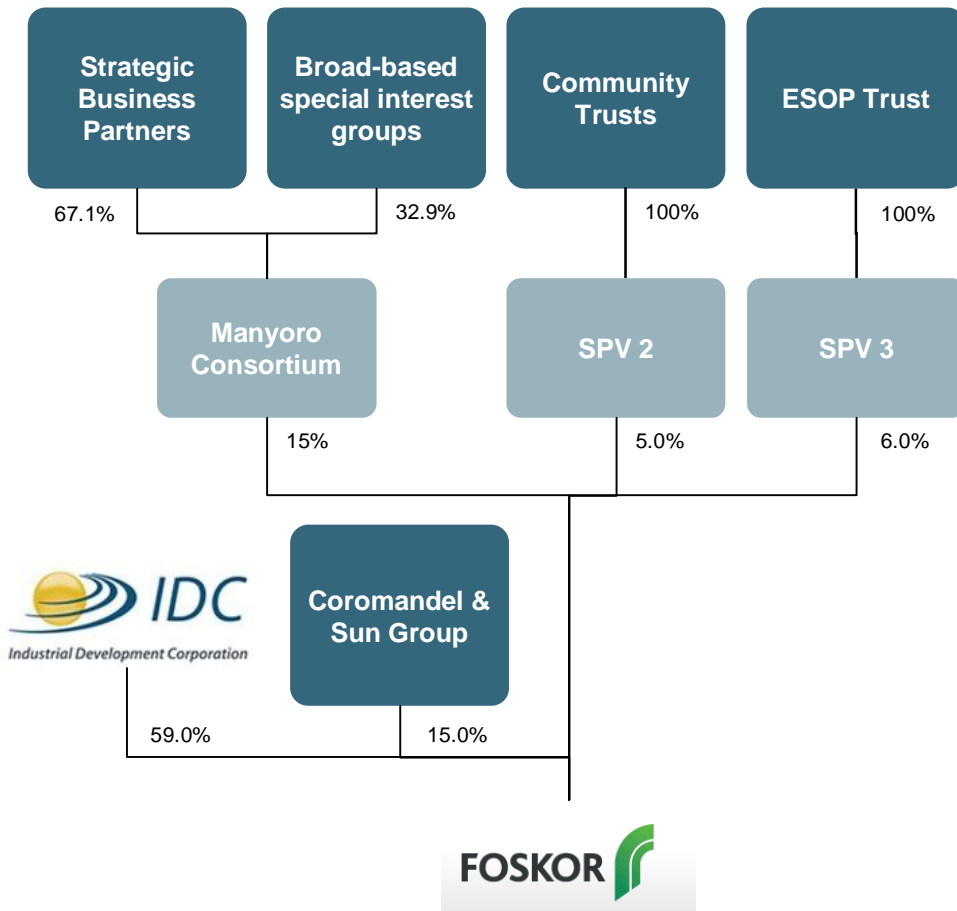 Strategic
Business
Partners
Broad-based
special interest
groups
Community
Trusts
ESOP Trust
67.1%
32.9%
100%
100%
Manyoro
Consortium
SPV 2
SPV 3
15%
5.0%
6.0%
IDC
Industrial Development Corporation
Coromandel &
Sun Group
59.0%
15.0%
FOSKOR